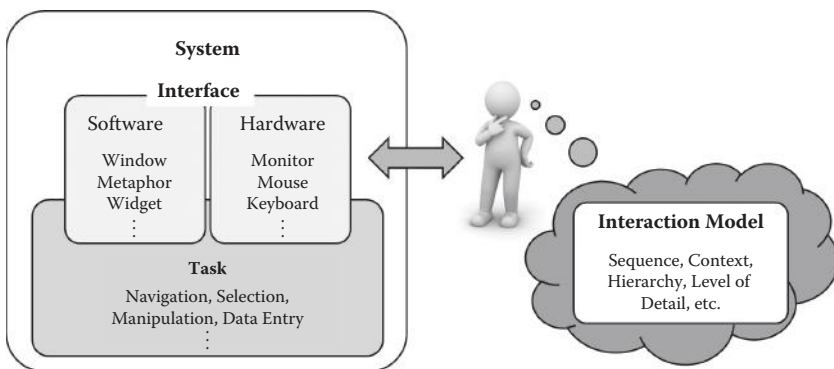 System
Interface
Software
Window
Metaphor
Widget
⋮
Hardware
Monitor
Mouse
Keyboard
⋮
Task
Navigation, Selection,
Manipulation, Data Entry
⋮
Interaction Model
Sequence, Context,
Hierarchy, Level of
Detail, etc.